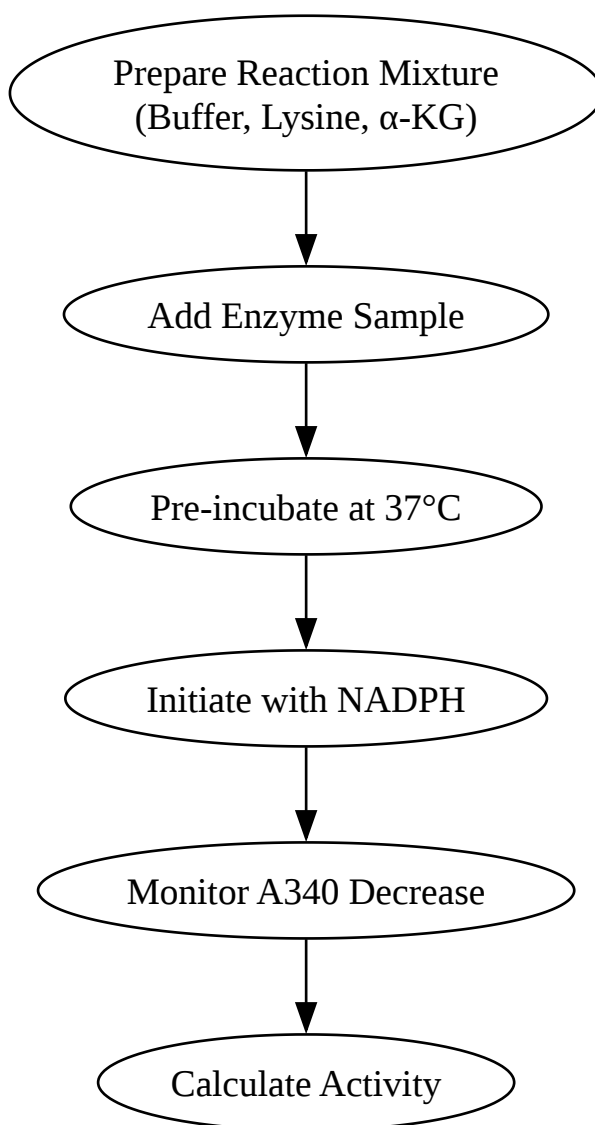 Prepare Reaction Mixture
(Buffer, Lysine, α-KG)
Add Enzyme Sample
Pre-incubate at 37°C
Initiate with NADPH
Monitor A340 Decrease
Calculate Activity